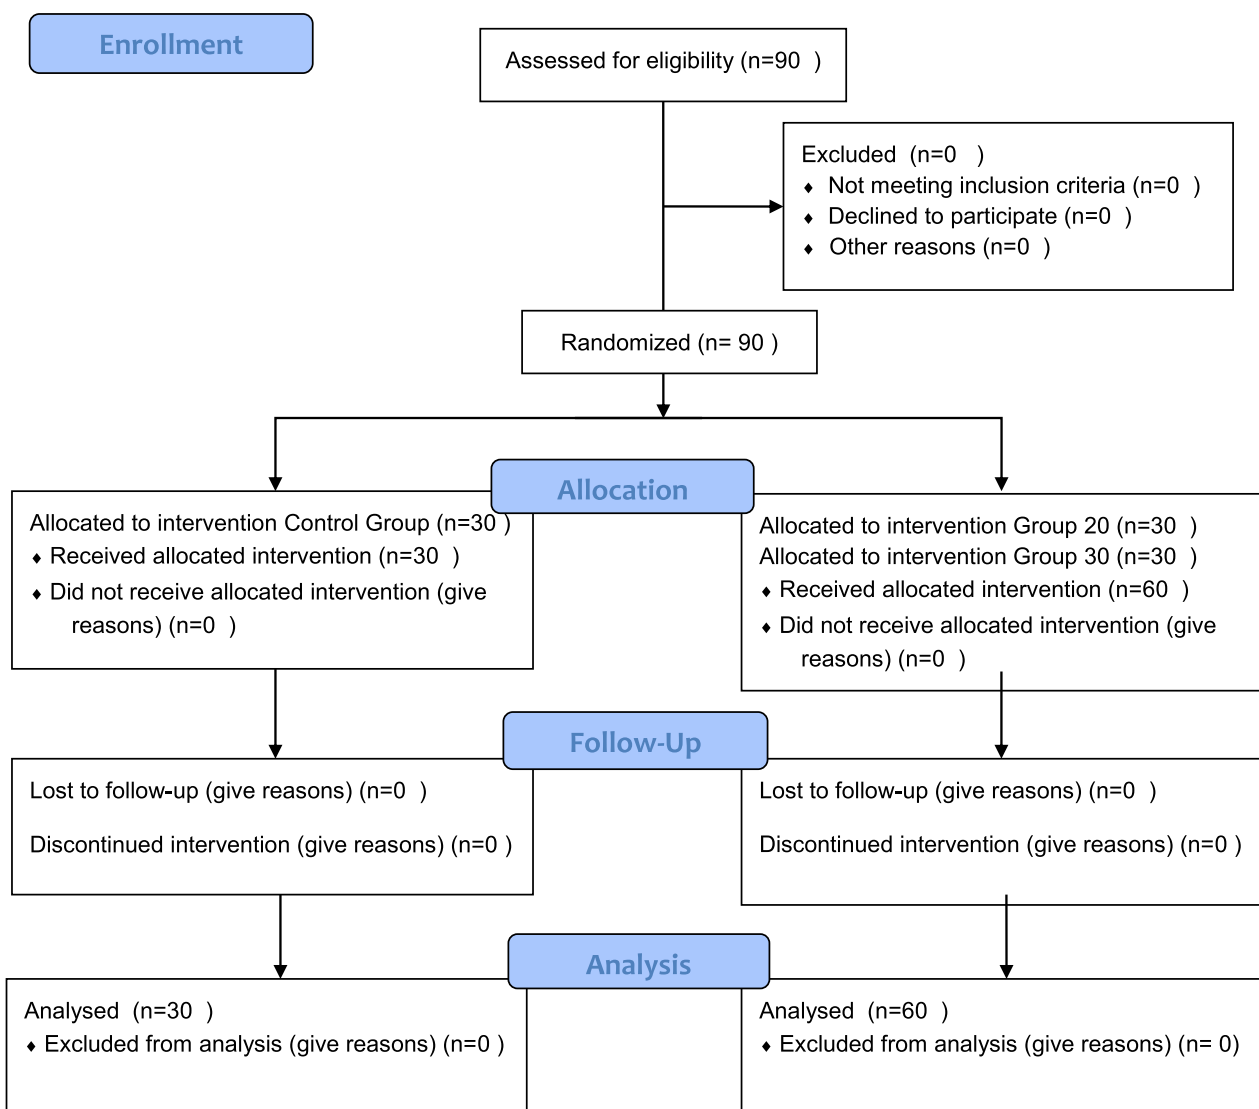 Enrollment
Assessed for eligibility (n=90 )
Excluded (n=0 )
♦ Not meeting inclusion criteria (n=0 )
♦ Declined to participate (n=0 )
♦ Other reasons (n=0 )
Randomized (n= 90 )
Allocation
Allocated to intervention Control Group (n=30 )
♦ Received allocated intervention (n=30 )
♦ Did not receive allocated intervention (give
reasons) (n=0 )
Allocated to intervention Group 20 (n=30 )
Allocated to intervention Group 30 (n=30 )
♦ Received allocated intervention (n=60 )
♦ Did not receive allocated intervention (give
reasons) (n=0 )
Follow-Up
Lost to follow-up (give reasons) (n=0 )
Discontinued intervention (give reasons) (n=0 )
Lost to follow-up (give reasons) (n=0 )
Discontinued intervention (give reasons) (n=0 )
Analysis
Analysed (n=30 )
♦ Excluded from analysis (give reasons) (n=0 )
Analysed (n=60 )
♦ Excluded from analysis (give reasons) (n= 0)